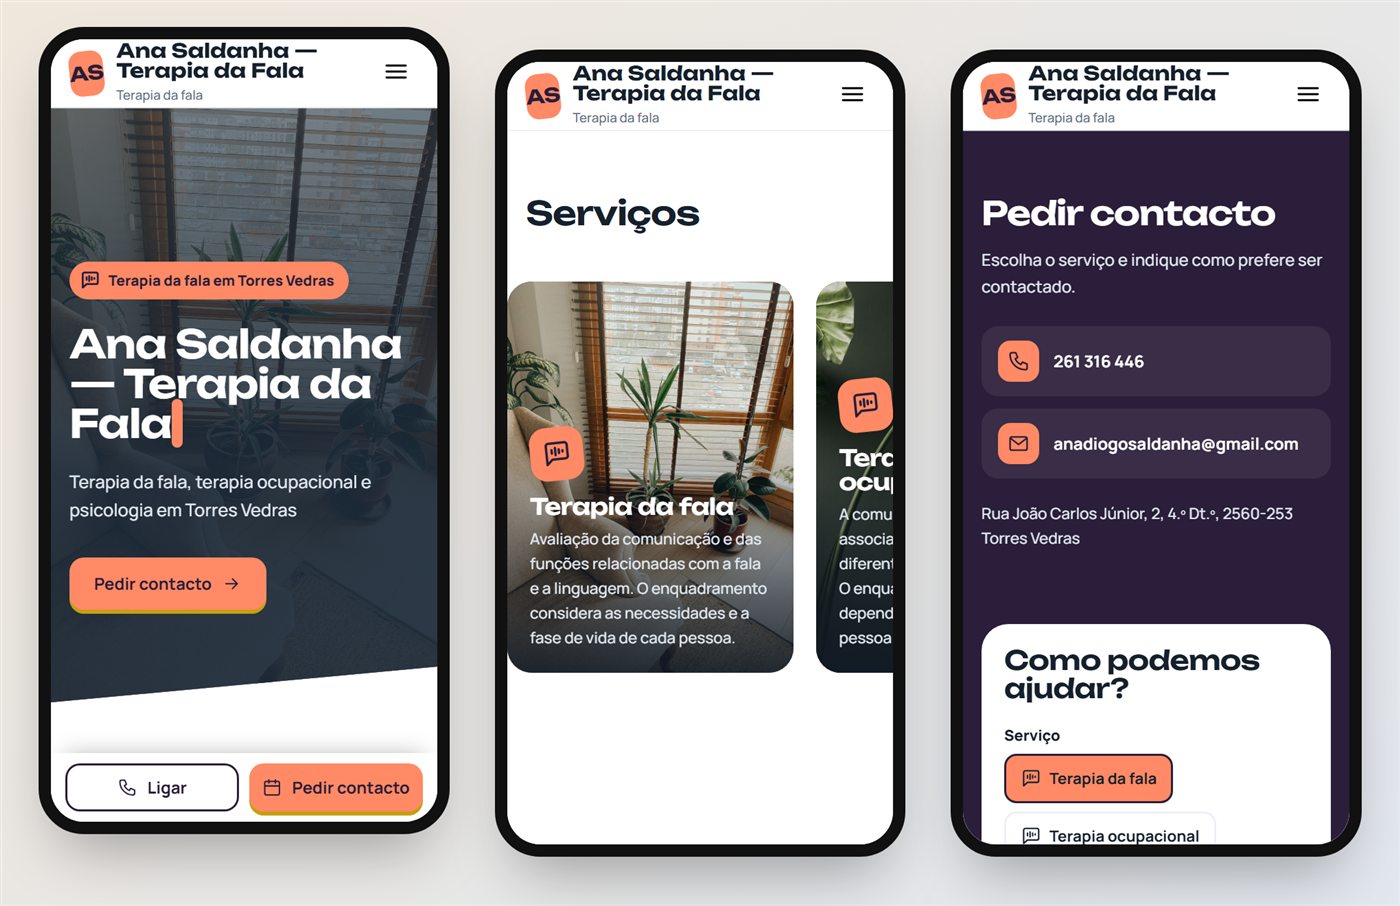 AS
Ana Saldanha —
Terapia da Fala
Terapia da fala
Terapia da fala em Torres Vedras
Ana Saldanha
— Terapia da
Fala
Terapia da fala, terapia ocupacional e
psicologia em Torres Vedras
Pedir contacto
Ligar
Pedir contacto
AS
Ana Saldanha —
Terapia da Fala
Terapia da fala
Serviços
Terapia da fala
Avaliação da comunicação e das
funções relacionadas com a fala
e a linguagem. O enquadramento
considera as necessidades e a
fase de vida de cada pessoa.
A
O
AS
Ana Saldanha —
Terapia da Fala
Terapia da fala
Pedir contacto
Escolha o serviço e indique como prefere ser
contactado.
261 316 446
anadiogosaldanha@gmail.com
Rua João Carlos Júnior, 2, 4.º Dt.º, 2560-253
Torres Vedras
Como podemos
ajudar?
Serviço
Terapia da fala
Terapia ocupacional